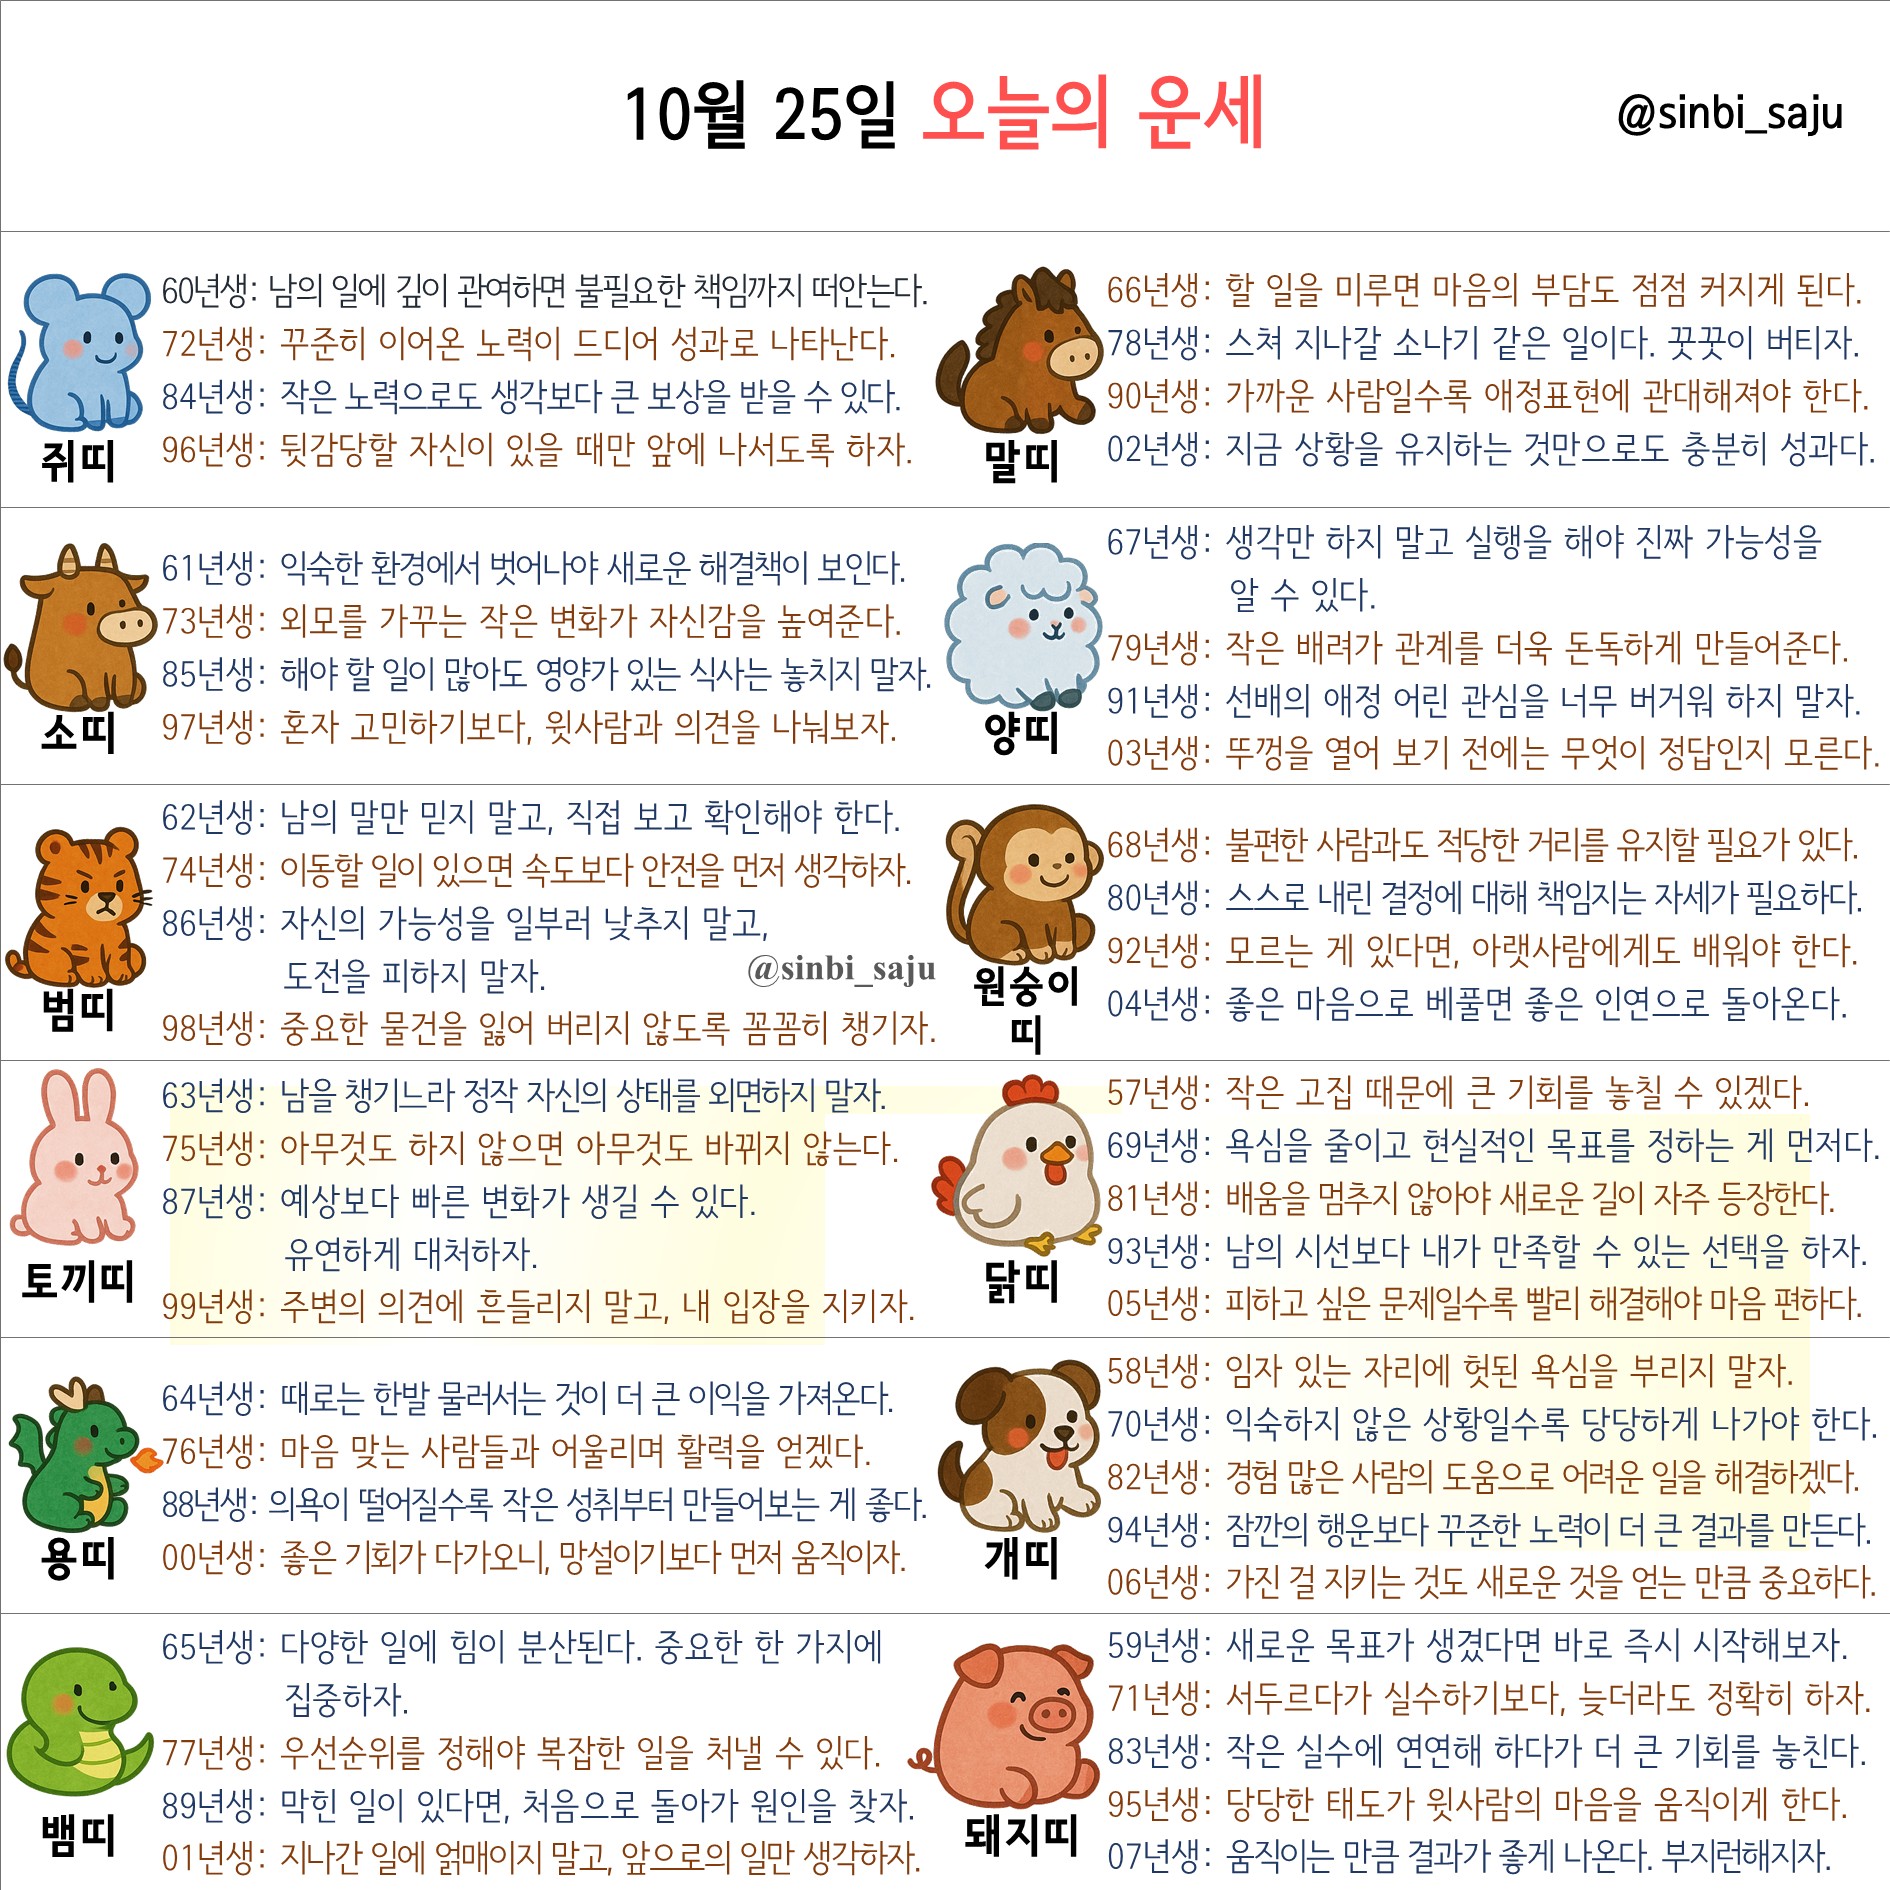 10월 25일 오늘의 운세
@sinbi_saju
쥐띠
60년생: 남의 일에 깊이 관여하면 불필요한 책임까지 떠안는다.
72년생: 꾸준히 이어온 노력이 드디어 성과로 나타난다.
84년생: 작은 노력으로도 생각보다 큰 보상을 받을 수 있다.
96년생: 뒷감당할 자신이 있을 때만 앞에 나서도록 하자.
말띠
66년생: 할 일을 미루면 마음의 부담도 점점 커지게 된다.
78년생: 스쳐 지나갈 소나기 같은 일이다. 꿋꿋이 버티자.
90년생: 가까운 사람일수록 애정표현에 관대해져야 한다.
02년생: 지금 상황을 유지하는 것만으로도 충분히 성과다.
소띠
61년생: 익숙한 환경에서 벗어나야 새로운 해결책이 보인다.
73년생: 외모를 가꾸는 작은 변화가 자신감을 높여준다.
85년생: 해야 할 일이 많아도 영양가 있는 식사는 놓치지 말자.
97년생: 혼자 고민하기보다, 윗사람과 의견을 나눠보자.
양띠
67년생: 생각만 하지 말고 실행을 해야 진짜 가능성을
알 수 있다.
79년생: 작은 배려가 관계를 더욱 돈독하게 만들어준다.
91년생: 선배의 애정 어린 관심을 너무 버거워 하지 말자.
03년생: 뚜껑을 열어 보기 전에는 무엇이 정답인지 모른다.
범띠
62년생: 남의 말만 믿지 말고, 직접 보고 확인해야 한다.
74년생: 이동할 일이 있으면 속도보다 안전을 먼저 생각하자.
86년생: 자신의 가능성을 일부러 낮추지 말고,
도전을 피하지 말자.
@sinbi_saju
98년생: 중요한 물건을 잃어 버리지 않도록 꼼꼼히 챙기자.
원숭이
띠
68년생: 불편한 사람과도 적당한 거리를 유지할 필요가 있다.
80년생: 스스로 내린 결정에 대해 책임지는 자세가 필요하다.
92년생: 모르는 게 있다면, 아랫사람에게도 배워야 한다.
04년생: 좋은 마음으로 베풀면 좋은 인연으로 돌아온다.
토끼띠
63년생: 남을 챙기느라 정작 자신의 상태를 외면하지 말자.
75년생: 아무것도 하지 않으면 아무것도 바뀌지 않는다.
87년생: 예상보다 빠른 변화가 생길 수 있다.
유연하게 대처하자.
99년생: 주변의 의견에 흔들리지 말고, 내 입장을 지키자.
닭띠
57년생: 작은 고집 때문에 큰 기회를 놓칠 수 있겠다.
69년생: 욕심을 줄이고 현실적인 목표를 정하는 게 먼저다.
81년생: 배움을 멈추지 않아야 새로운 길이 자주 등장한다.
93년생: 남의 시선보다 내가 만족할 수 있는 선택을 하자.
05년생: 피하고 싶은 문제일수록 빨리 해결해야 마음 편하다.
용띠
64년생: 때로는 한발 물러서는 것이 더 큰 이익을 가져온다.
76년생: 마음 맞는 사람들과 어울리며 활력을 얻겠다.
88년생: 의욕이 떨어질수록 작은 성취부터 만들어보는 게 좋다.
00년생: 좋은 기회가 다가오니, 망설이기보다 먼저 움직이자.
개띠
58년생: 임자 있는 자리에 헛된 욕심을 부리지 말자.
70년생: 익숙하지 않은 상황일수록 당당하게 나가야 한다.
82년생: 경험 많은 사람의 도움으로 어려운 일을 해결하겠다.
94년생: 잠깐의 행운보다 꾸준한 노력이 더 큰 결과를 만든다.
06년생: 가진 걸 지키는 것도 새로운 것을 얻는 만큼 중요하다.
뱀띠
65년생: 다양한 일에 힘이 분산된다. 중요한 한 가지에
집중하자.
77년생: 우선순위를 정해야 복잡한 일을 처낼 수 있다.
89년생: 막힌 일이 있다면, 처음으로 돌아가 원인을 찾자.
01년생: 지나간 일에 얽매이지 말고, 앞으로의 일만 생각하자.
돼지띠
59년생: 새로운 목표가 생겼다면 바로 즉시 시작해보자.
71년생: 서두르다가 실수하기보다, 늦더라도 정확히 하자.
83년생: 작은 실수에 연연해 하다가 더 큰 기회를 놓친다.
95년생: 당당한 태도가 윗사람의 마음을 움직이게 한다.
07년생: 움직이는 만큼 결과가 좋게 나온다. 부지런해지자.